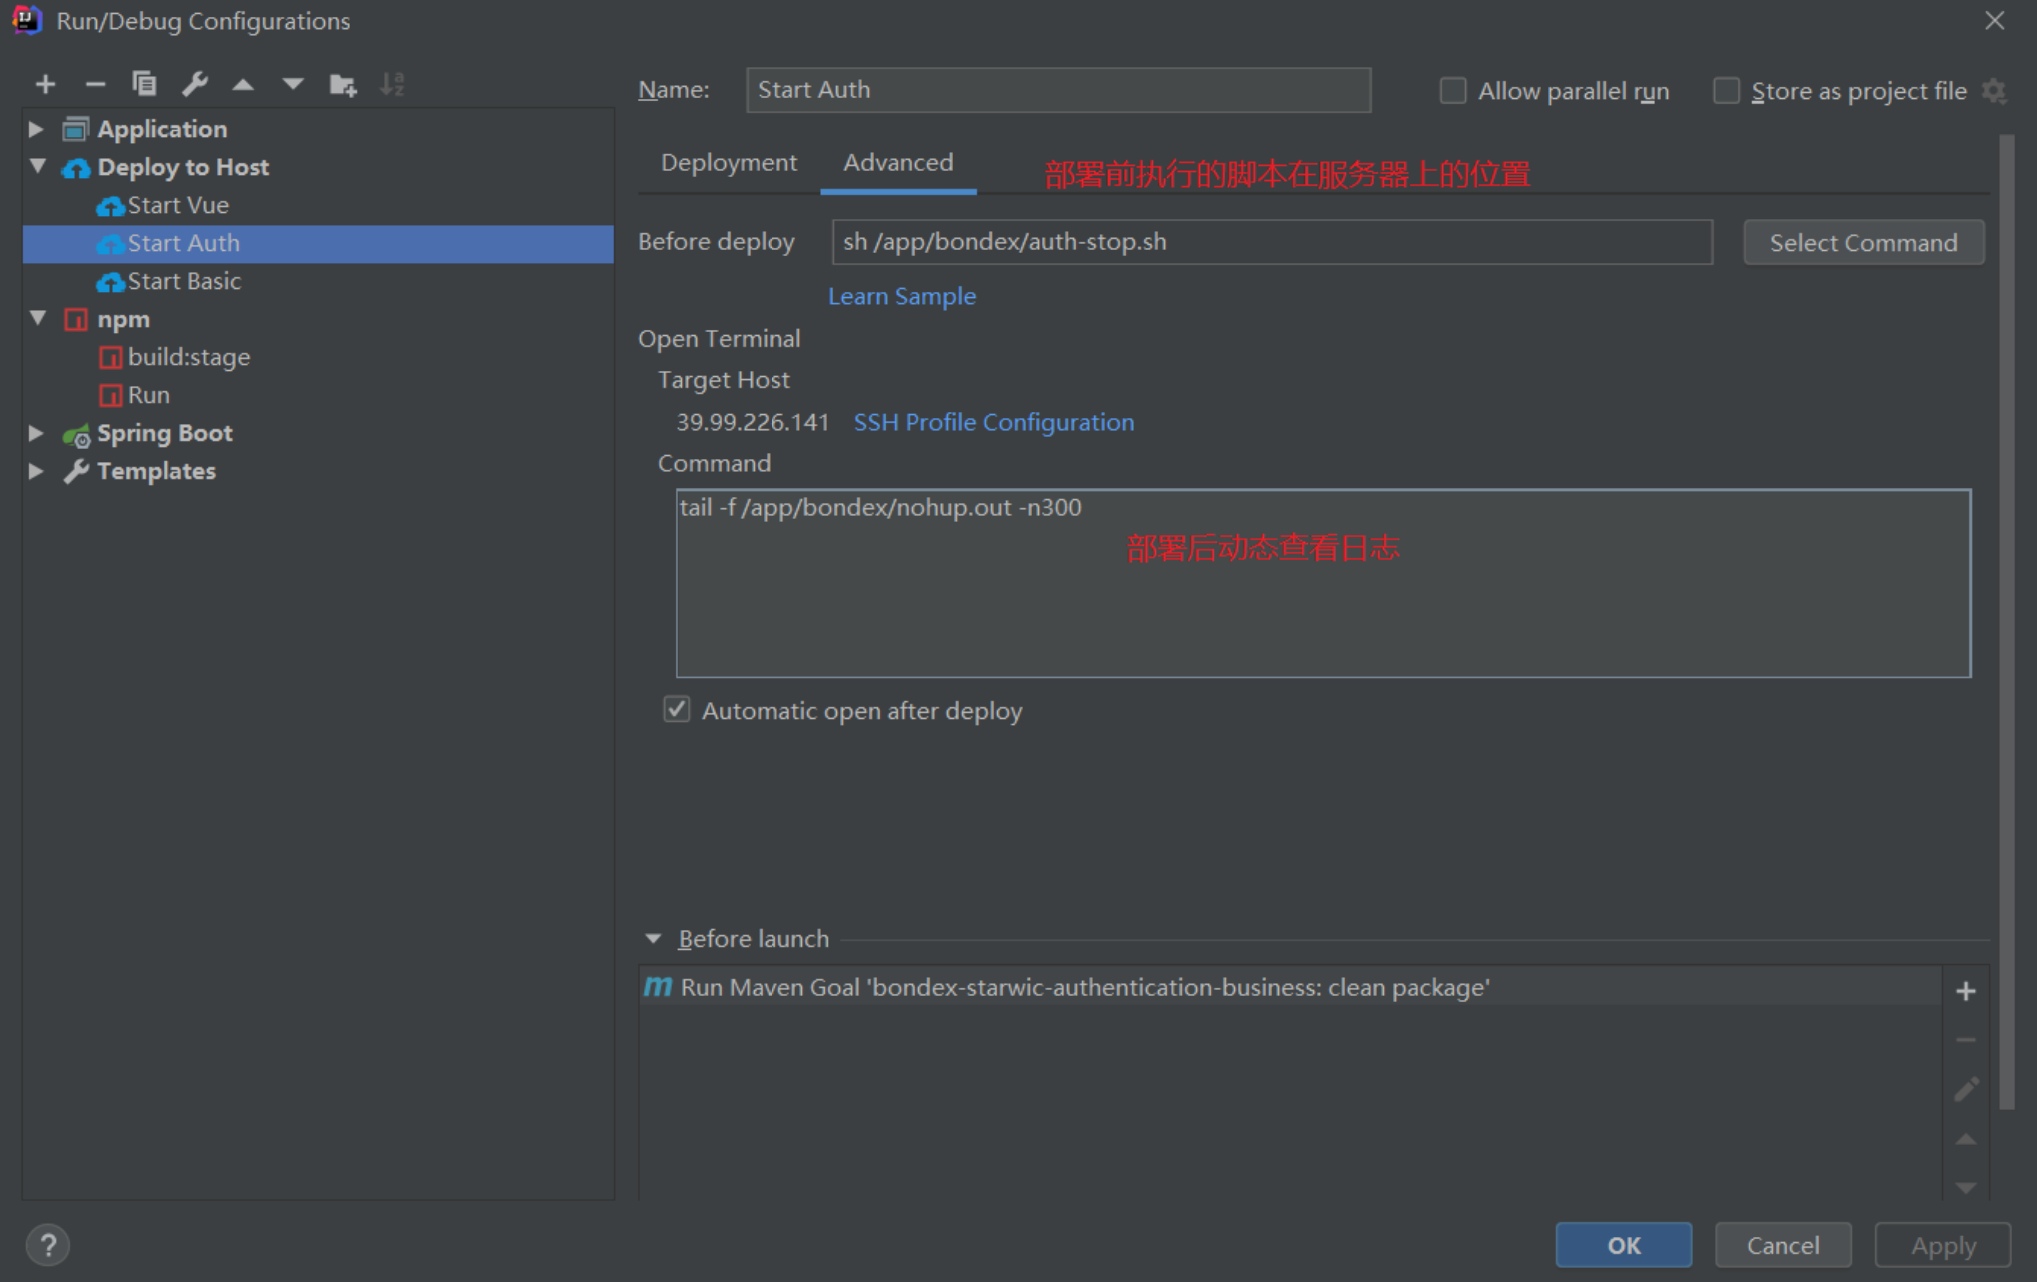 Run/Debug Configurations
Name:
Start Auth
Allow parallel run
Store as project file
Application
Deploy to Host
Start Vue
Start Auth
Start Basic
npm
build:stage
Run
Spring Boot
Templates
Deployment
Advanced
部署前执行的脚本在服务器上的位置
Before deploy
sh /app/bondex/auth-stop.sh
Select Command
Learn Sample
Open Terminal
Target Host
39.99.226.141
SSH Profile Configuration
Command
tail -f /app/bondex/nohup.out -n300
部署后动态查看日志
Automatic open after deploy
Before launch
Run Maven Goal 'bondex-starwic-authentication-business: clean package'
OK
Cancel
Apply